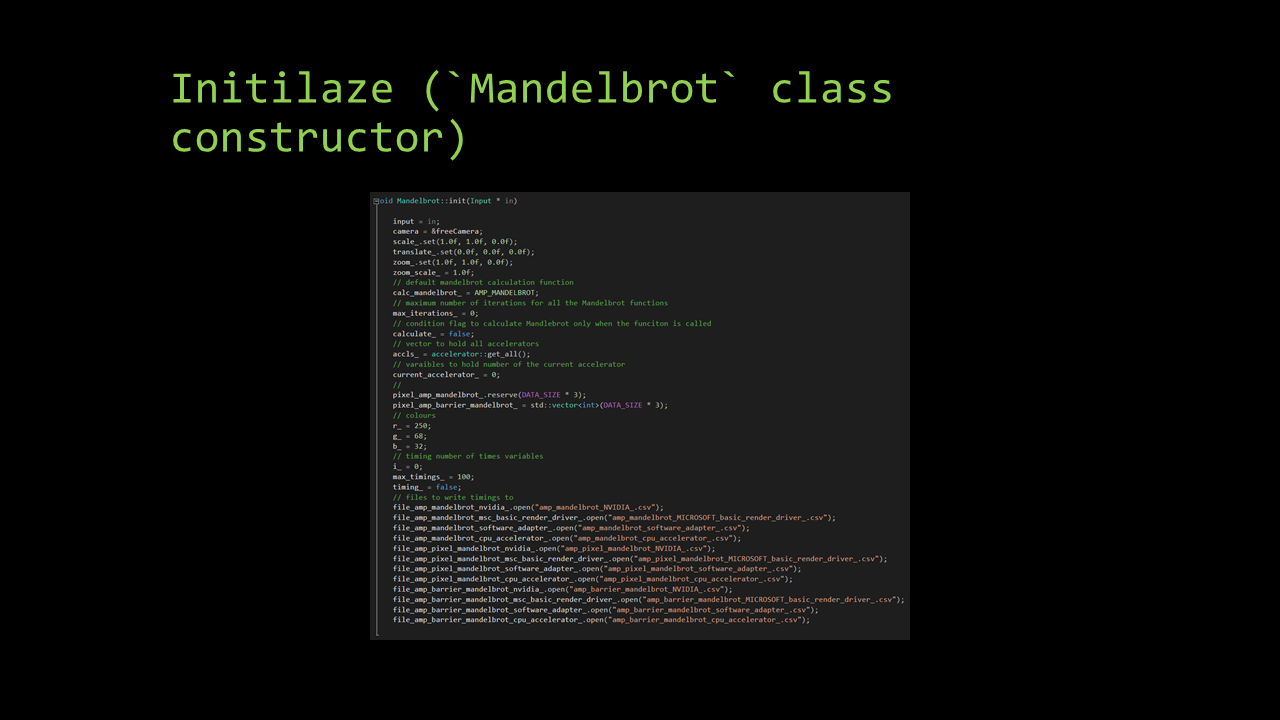 Initilaze (`Mandelbrot` class
constructor)
oid Mandelbrot::init(Input * in)
input = in;
camera = &freeCamera;
scale_.set(1.0f, 1.0f, 0.0f);
translate_.set(0.0f, 0.0f, 0.0f);
zoom_.set(1.0f, 1.0f, 0.0f);
zoom_scale_ = 1.0f;
// default mandelbrot calculation function
calc_mandelbrot_ = AMP_MANDELBROT;
// maximum number of iterations for all the Mandelbrot functions
max_iterations_ = 0;
// condition flag to calculate Mandlebrot only when the funciton is called
calculate_ = false;
// vector to hold all accelerators
accls_ = accelerator::get_all();
// varaibles to hold number of the current accelerator
current_accelerator_ = 0;
//
pixel_amp_mandelbrot_.reserve(DATA_SIZE * 3);
pixel_amp_barrier_mandelbrot_ = std::vector<int>(DATA_SIZE * 3);
// colours
r_ = 250;
g_ = 68;
b_ = 32;
// timing number of times variables
i_ = 0;
max_timings_ = 100;
timing_ = false;
// files to write timings to
file_amp_mandelbrot_nvidia_.open("amp_mandelbrot_NVIDIA_.csv");
file_amp_mandelbrot_msc_basic_render_driver_.open("amp_mandelbrot_MICROSOFT_basic_render_driver_.csv");
file_amp_mandelbrot_software_adapter_.open("amp_mandelbrot_software_adapter_.csv");
file_amp_mandelbrot_cpu_accelerator_.open("amp_mandelbrot_cpu_accelerator_.csv");
file_amp_pixel_mandelbrot_nvidia_.open("amp_pixel_mandelbrot_NVIDIA_.csv");
file_amp_pixel_mandelbrot_msc_basic_render_driver_.open("amp_pixel_mandelbrot_MICROSOFT_basic_render_driver_.csv");
file_amp_pixel_mandelbrot_software_adapter_.open("amp_pixel_mandelbrot_software_adapter_.csv");
file_amp_pixel_mandelbrot_cpu_accelerator_.open("amp_pixel_mandelbrot_cpu_accelerator_.csv");
file_amp_barrier_mandelbrot_nvidia_.open("amp_barrier_mandelbrot_NVIDIA_.csv");
file_amp_barrier_mandelbrot_msc_basic_render_driver_.open("amp_barrier_mandelbrot_MICROSOFT_basic_render_driver_.csv");
file_amp_barrier_mandelbrot_software_adapter_.open("amp_barrier_mandelbrot_software_adapter_.csv");
file_amp_barrier_mandelbrot_cpu_accelerator_.open("amp_barrier_mandelbrot_cpu_accelerator_.csv");